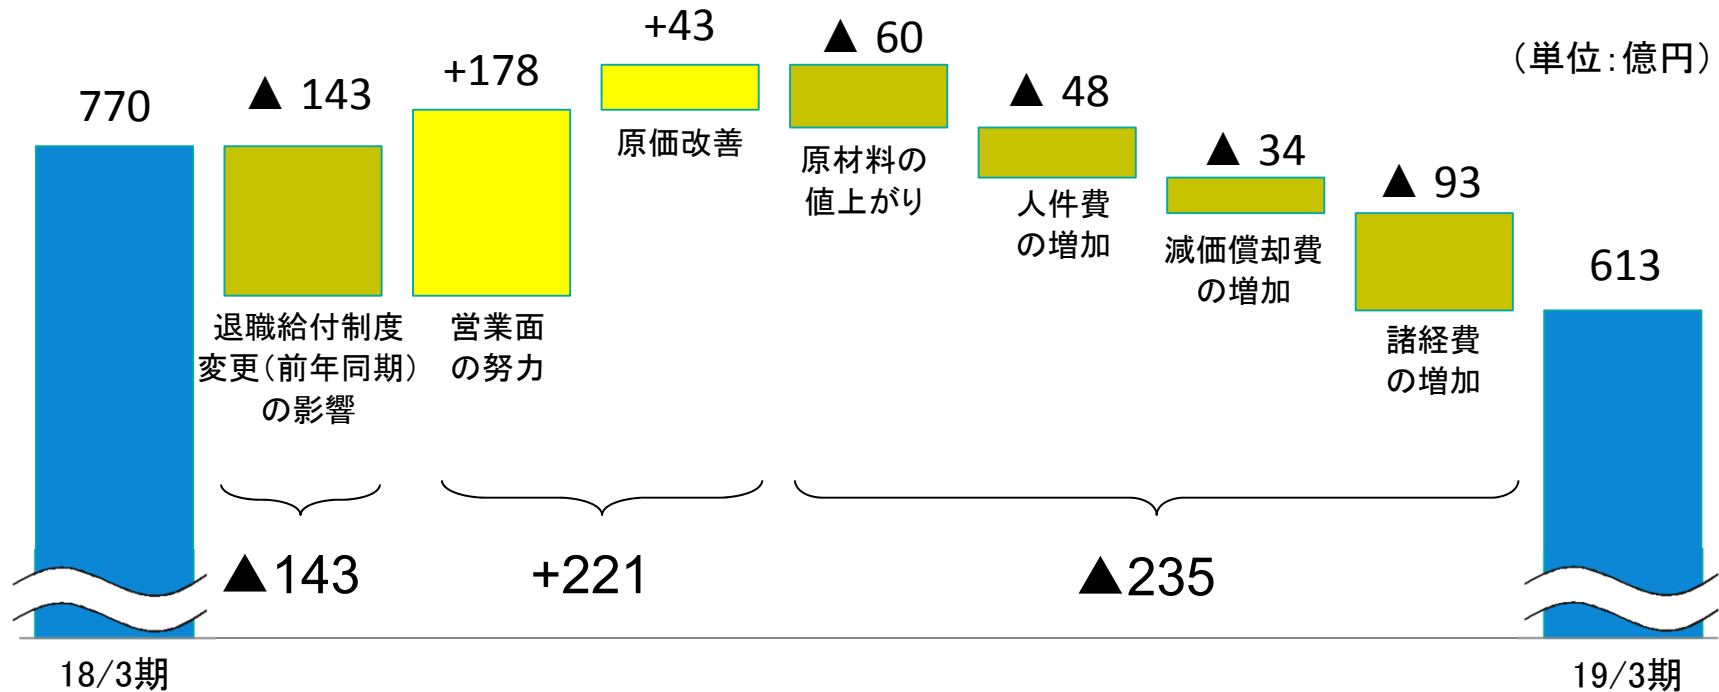 （単位：億円）
770
▲ 143
+178
+43
▲ 60
▲ 48
▲ 34
▲ 93
613
退職給付制度
変更（前年同期）
の影響
営業面
の努力
原価改善
原材料の
値上がり
人件費
の増加
減価償却費
の増加
諸経費
の増加
▲143
+221
▲235
18/3期
19/3期